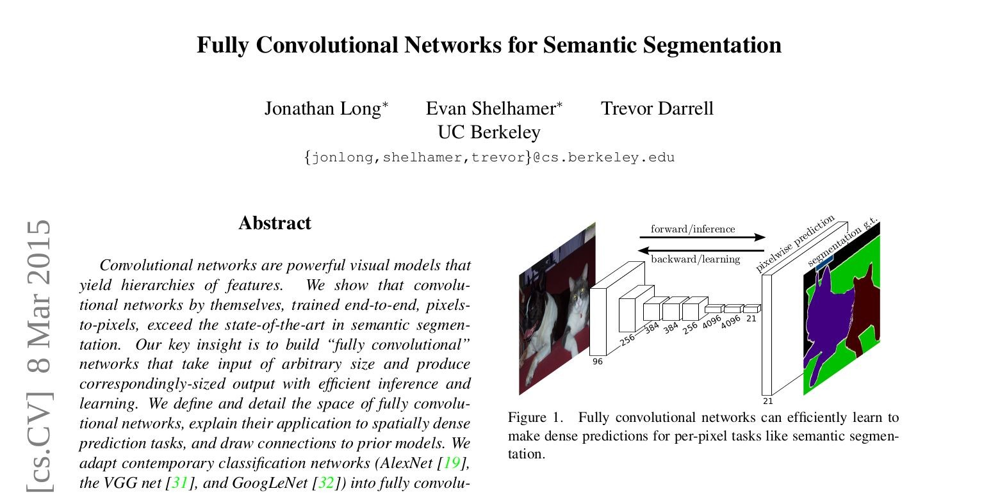 Fully Convolutional Networks for Semantic Segmentation
Jonathan Long* Evan Shelhamer* Trevor Darrell
UC Berkeley
{jonlong,shelhamer,trevor}@cs.berkeley.edu
[cs.CV] 8 Mar 2015
Abstract
Convolutional networks are powerful visual models that
yield hierarchies of features. We show that convolu-
tional networks by themselves, trained end-to-end, pixels-
to-pixels, exceed the state-of-the-art in semantic segmen-
tation. Our key insight is to build “fully convolutional”
networks that take input of arbitrary size and produce
correspondingly-sized output with efficient inference and
learning. We define and detail the space of fully convolu-
tional networks, explain their application to spatially dense
prediction tasks, and draw connections to prior models. We
adapt contemporary classification networks (AlexNet [19],
the VGG net [31], and GoogLeNet [32]) into fully convolu-
forward/inference
backward/learning
pixelwise prediction
segmentation g.t.
96
256
384
384
256
4096
4096
21
21
Figure 1. Fully convolutional networks can efficiently learn to
make dense predictions for per-pixel tasks like semantic segmen-
tation.